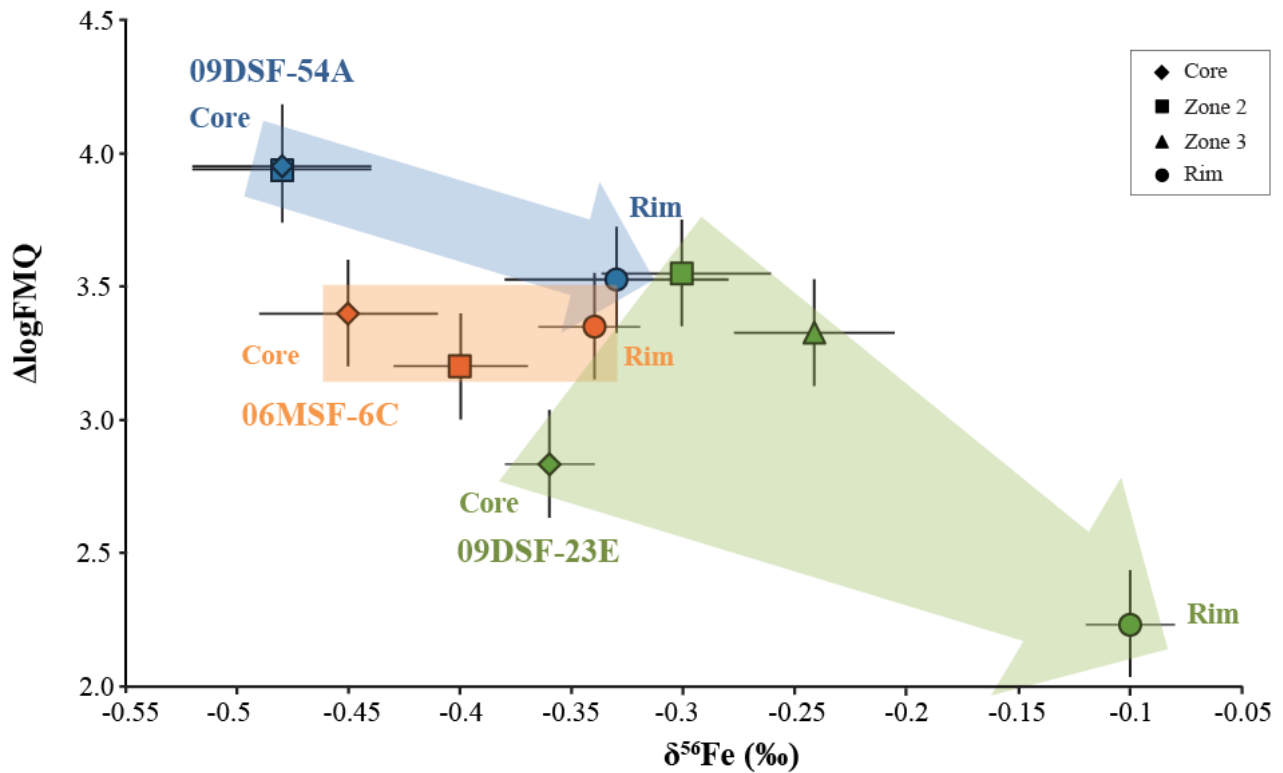 4.5
4.0
3.5
3.0
2.5
2.0
ΔlogFMQ
09DSF-54A
Core
Rim
Core
Rim
06MSF-6C
Core
09DSF-23E
Rim
Core
Zone 2
Zone 3
Rim
-0.55 -0.5 -0.45 -0.4 -0.35 -0.3 -0.25 -0.2 -0.15 -0.1 -0.05
δ⁵⁶Fe (‰)